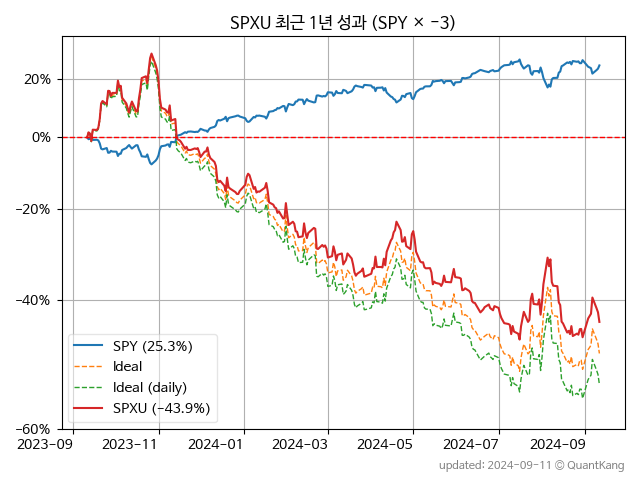 SPXU 최근 1년 성과 (SPY × −3)
20%
0%
−20%
−40%
−60%
SPY (25.3%)
Ideal
Ideal (daily)
SPXU (−43.9%)
2023-09
2023-11
2024-01
2024-03
2024-05
2024-07
2024-09
updated: 2024-09-11 © QuantKang